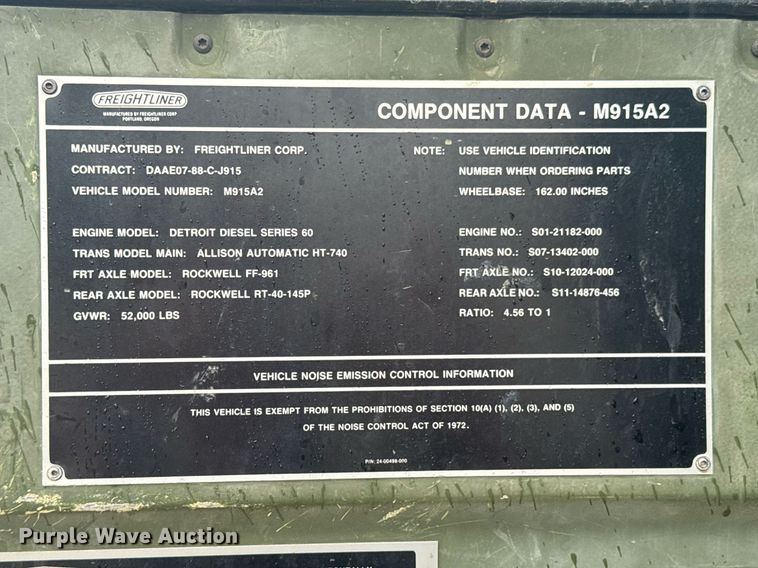 FREIGHTLINER
MANUFACTURED BY FREIGHTLINER CORP
PORTLAND, OREGON
COMPONENT DATA - M915A2
MANUFACTURED BY: FREIGHTLINER CORP.
CONTRACT: DAAE07-88-C-J915
VEHICLE MODEL NUMBER: M915A2
NOTE: USE VEHICLE IDENTIFICATION
NUMBER WHEN ORDERING PARTS
WHEELBASE: 162.00 INCHES
ENGINE MODEL: DETROIT DIESEL SERIES 60
TRANS MODEL MAIN: ALLISON AUTOMATIC HT-740
FRT AXLE MODEL: ROCKWELL FF-961
REAR AXLE MODEL: ROCKWELL RT-40-145P
GVWR: 52,000 LBS
ENGINE NO.: S01-21182-000
TRANS NO.: S07-13402-000
FRT AXLE NO.: S10-12024-000
REAR AXLE NO.: S11-14876-456
RATIO: 4.56 TO 1
VEHICLE NOISE EMISSION CONTROL INFORMATION
THIS VEHICLE IS EXEMPT FROM THE PROHIBITIONS OF SECTION 10(A) (1), (2), (3), AND (5)
OF THE NOISE CONTROL ACT OF 1972.
P/N: 24-00498-000
Purple Wave Auction